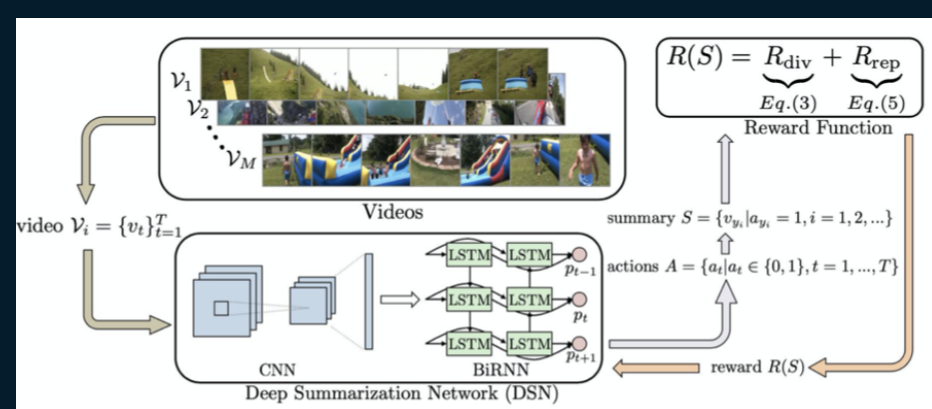 V_1
V_2
V_M
Videos
R(S) = R_div + R_rep
Eq.(3) Eq.(5)
Reward Function
video V_i = {v_t}_{t=1}^T
summary S = {v_{y_i}|a_{y_i} = 1, i = 1, 2, ...}
actions A = {a_t|a_t ∈ {0, 1}, t = 1, ..., T}
LSTM LSTM
p_{t-1}
LSTM LSTM
p_t
LSTM LSTM
p_{t+1}
CNN
BiRNN
Deep Summarization Network (DSN)
reward R(S)